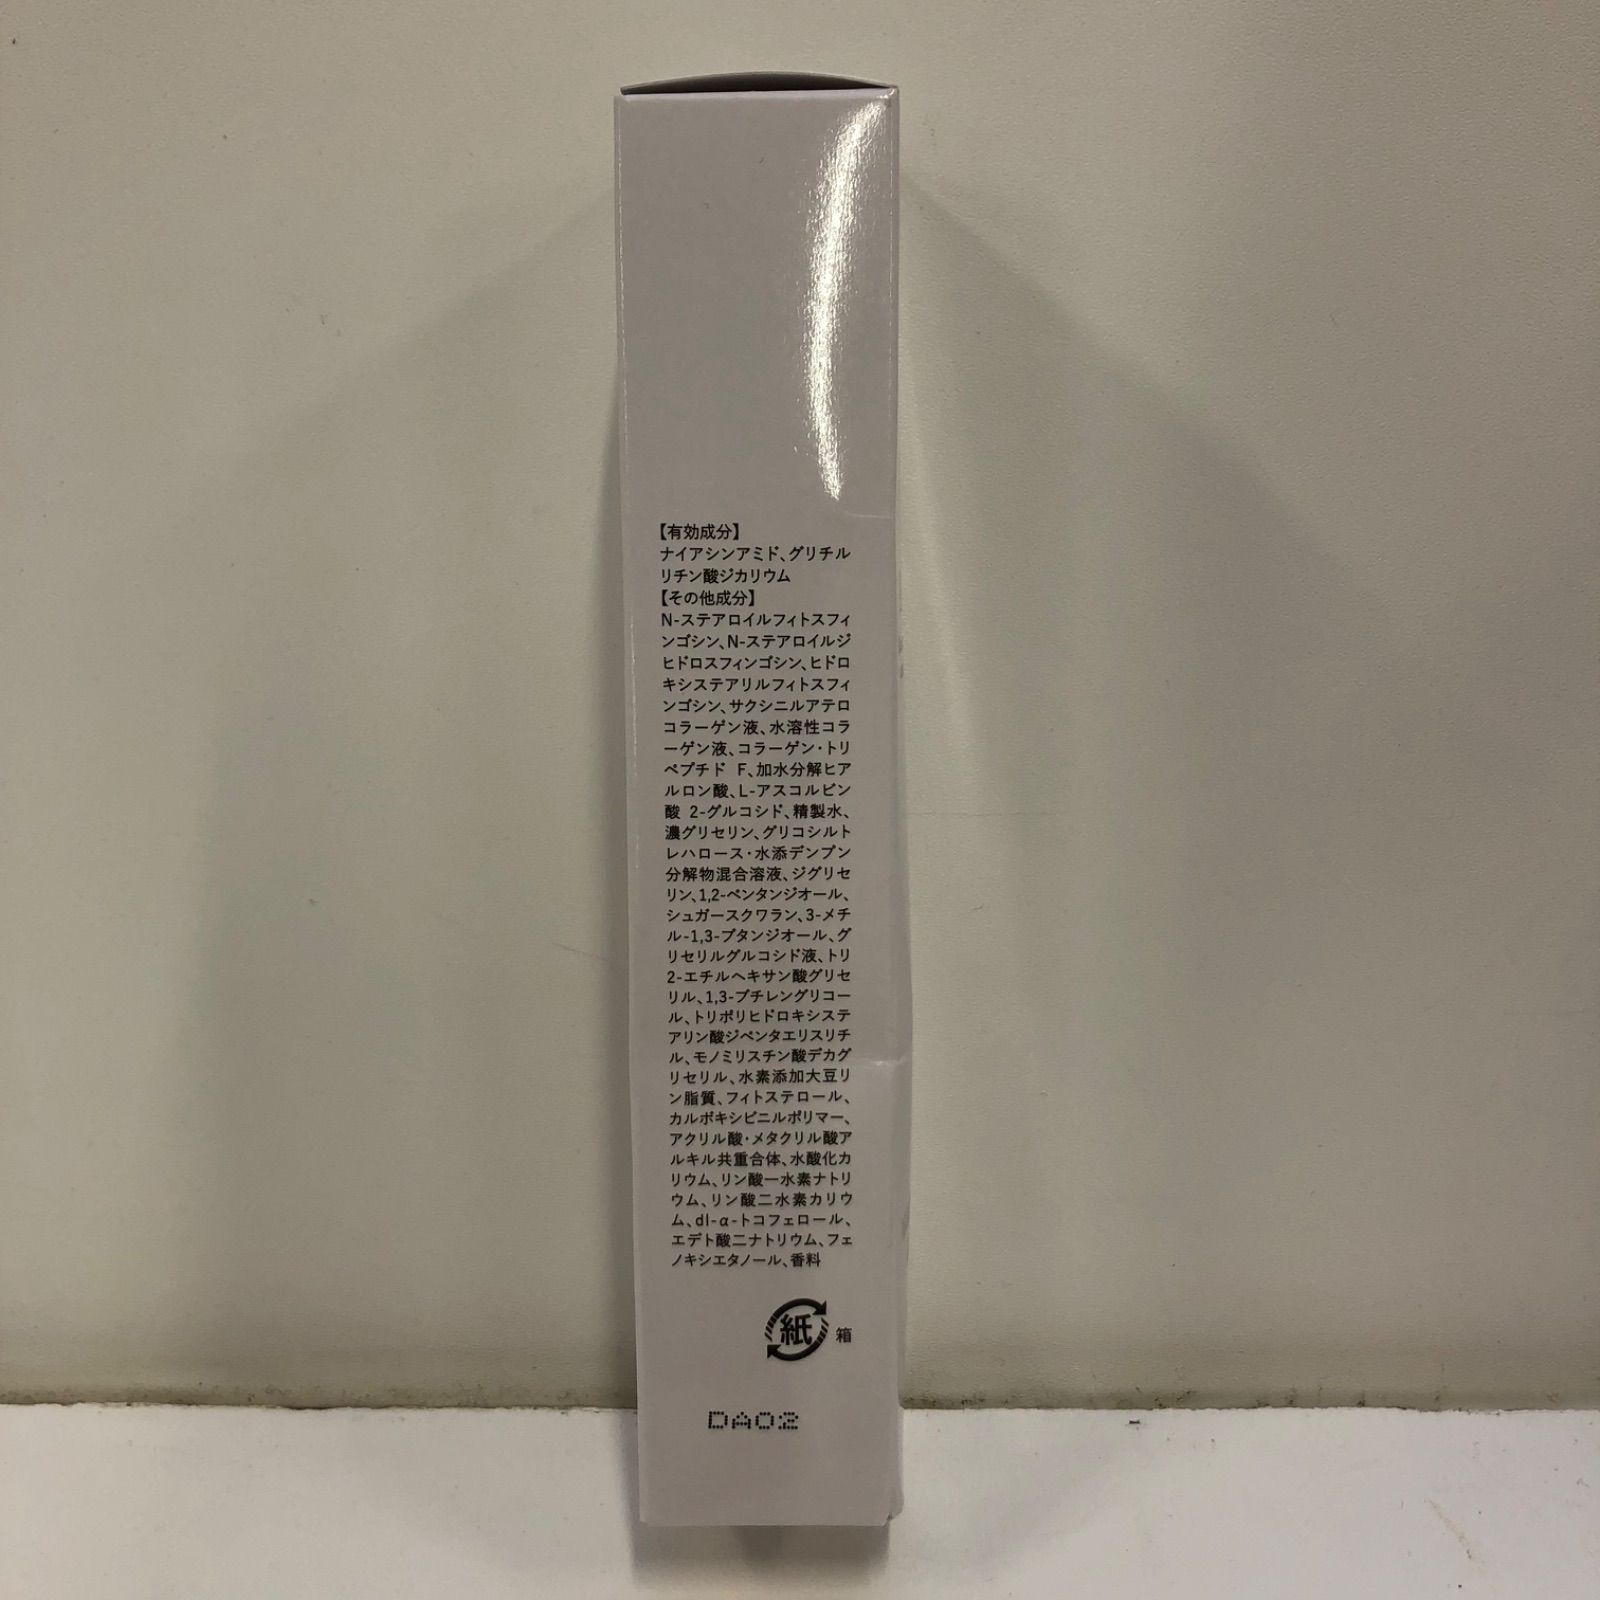 【有効成分】
ナイアシンアミド、グリチル
リチン酸ジカリウム
【その他成分】
N-ステアロイルフィトスフィ
ンゴシン、N-ステアロイルジ
ヒドロスフィンゴシン、ヒドロ
キシステアリルフィトスフィ
ンゴシン、サクシニルアテロ
コラーゲン液、水溶性コラ
ーゲン液、コラーゲン・トリ
ペプチド F、加水分解ヒア
ルロン酸、L-アスコルビン
酸 2-グルコシド、精製水、
濃グリセリン、グリコシルト
レハロース・水添デンプン
分解物混合溶液、ジグリセ
リン、1,2-ペンタンジオール、
シュガースクワラン、3-メチ
ル-1,3-ブタンジオール、グ
リセリルグルコシド液、トリ
2-エチルヘキサン酸グリセ
リル、1,3-ブチレングリコー
ル、トリポリヒドロキシステ
アリン酸ジペンタエリスリチ
ル、モノミリスチン酸デカグ
リセリル、水素添加大豆リ
ン脂質、フィトステロール、
カルボキシビニルポリマー、
アクリル酸・メタクリル酸ア
ルキル共重合体、水酸化カ
リウム、リン酸一水素ナトリ
ウム、リン酸二水素カリウ
ム、dl-α-トコフェロール、
エデト酸二ナトリウム、フェ
ノキシエタノール、香料
紙 箱
DA02